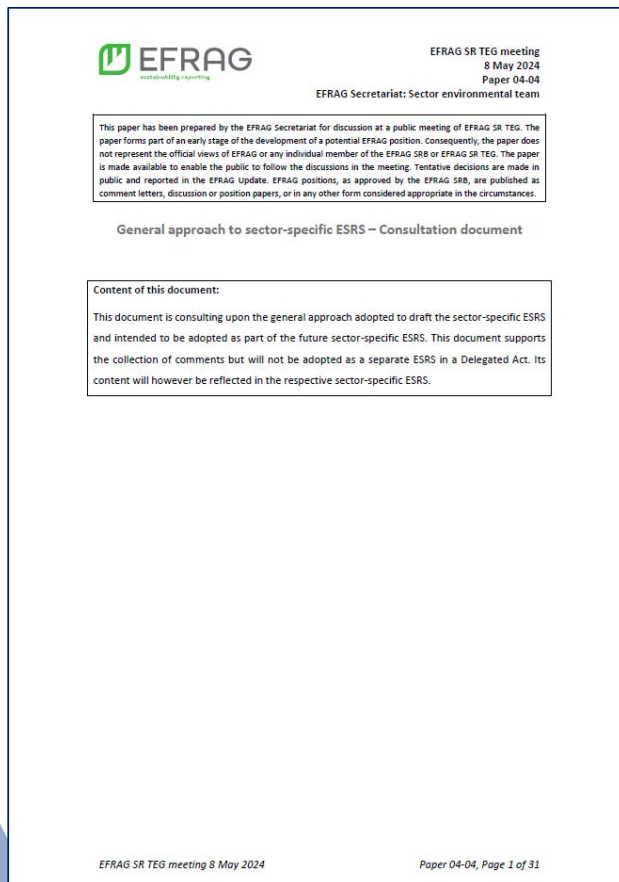 EFRAG
sustainability reporting
EFRAG SR TEG meeting
8 May 2024
Paper 04-04
EFRAG Secretariat: Sector environmental team
This paper has been prepared by the EFRAG Secretariat for discussion at a public meeting of EFRAG SR TEG. The
paper forms part of an early stage of the development of a potential EFRAG position. Consequently, the paper does
not represent the official views of EFRAG or any individual member of the EFRAG SRB or EFRAG SR TEG. The paper
is made available to enable the public to follow the discussions in the meeting. Tentative decisions are made in
public and reported in the EFRAG Update. EFRAG positions, as approved by the EFRAG SRB, are published as
comment letters, discussion or position papers, or in any other form considered appropriate in the circumstances.
General approach to sector-specific ESRS – Consultation document
Content of this document:
This document is consulting upon the general approach adopted to draft the sector-specific ESRS
and intended to be adopted as part of the future sector-specific ESRS. This document supports
the collection of comments but will not be adopted as a separate ESRS in a Delegated Act. Its
content will however be reflected in the respective sector-specific ESRS.
EFRAG SR TEG meeting 8 May 2024
Paper 04-04, Page 1 of 31